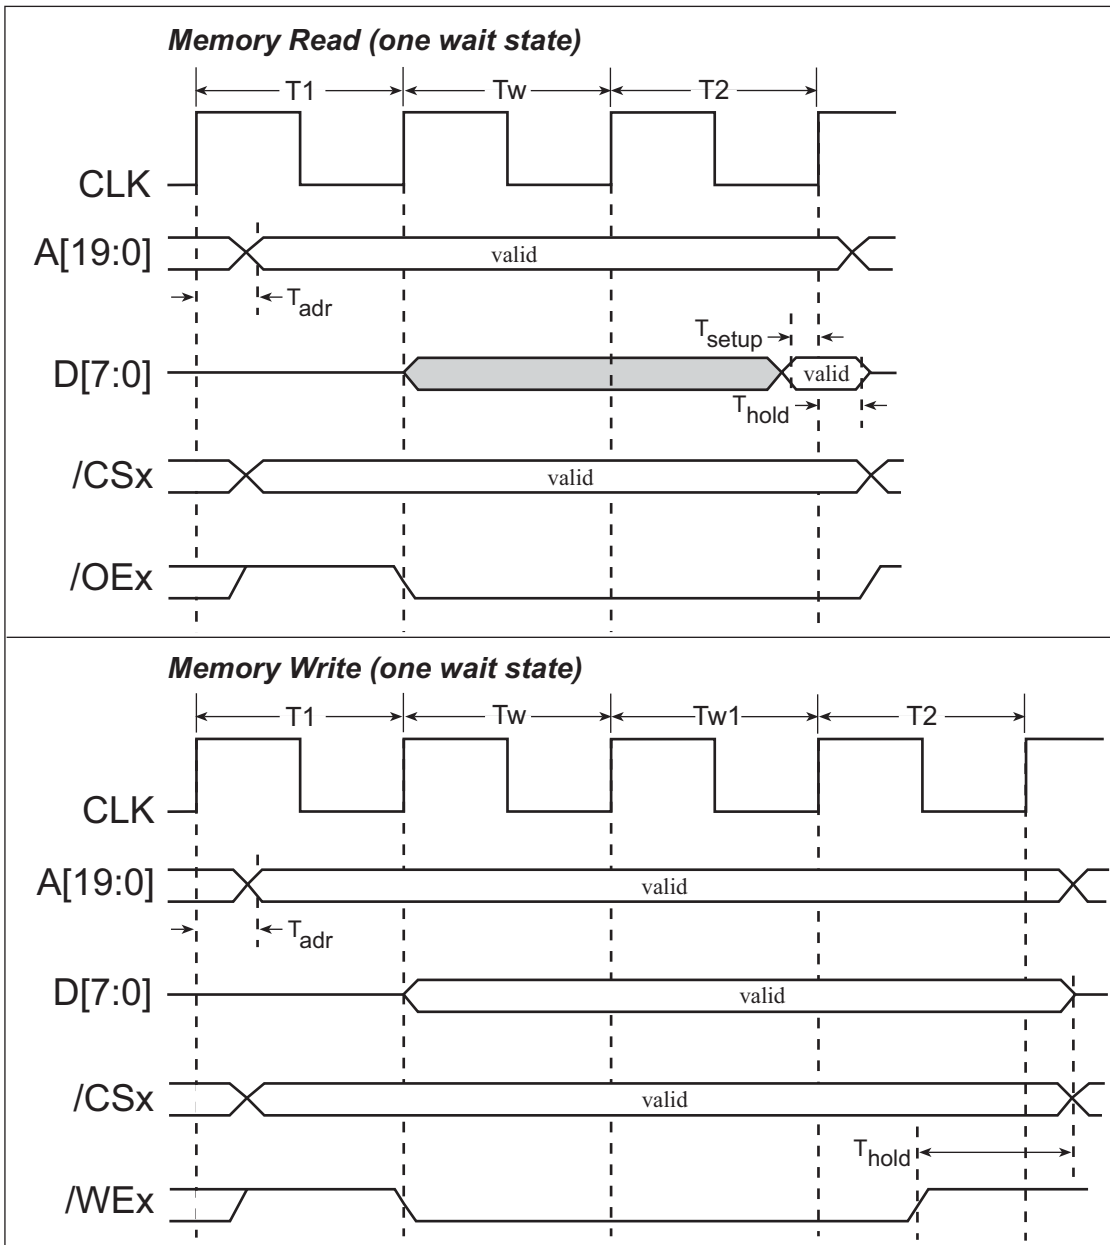 Memory Read (one wait state)
T1 Tw T2
CLK
A[19:0] valid
Tadr
Tsetup
D[7:0] valid
Thold
/CSx valid
/OEx
Memory Write (one wait state)
T1 Tw Tw1 T2
CLK
A[19:0] valid
Tadr
D[7:0] valid
/CSx valid
Thold
/WEx